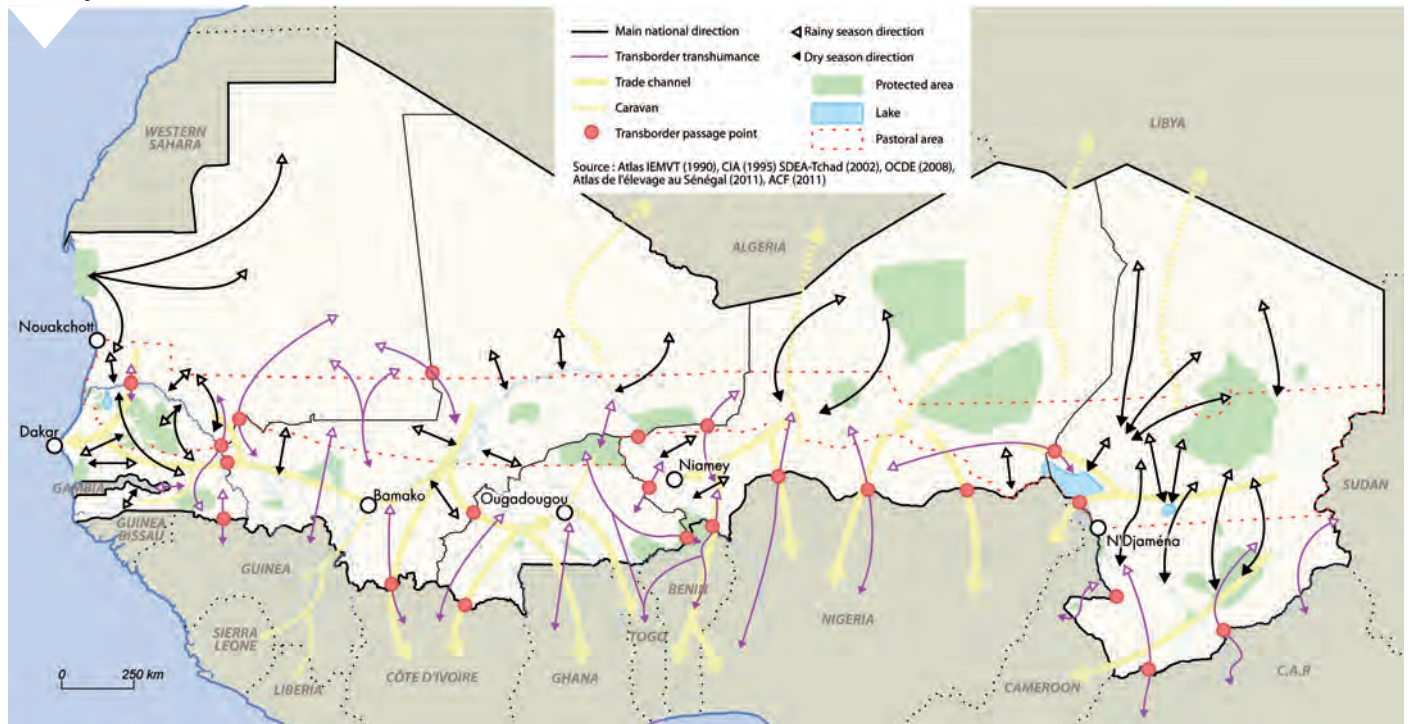 Main national direction
Transborder transhumance
Trade channel
Caravan
Transborder passage point
Rainy season direction
Dry season direction
Protected area
Lake
Pastoral area
Source : Atlas IEMVT (1990), CIA (1995) SDEA-Tchad (2002), OCDE (2008),
Atlas de l'élevage au Sénégal (2011), ACF (2011)
WESTERN
SAHARA
LIBYA
ALGERIA
Nouakchott
Dakar
GAMBIA
GUINEA
BISSAU
Bamako
Ougadougou
Niamey
N'Djaména
SUDAN
GUINEA
SIERRA
LEONE
LIBERIA
CÔTE D'IVOIRE
GHANA
TOGO
BENIN
NIGERIA
CAMEROON
C.A.R
0 250 km